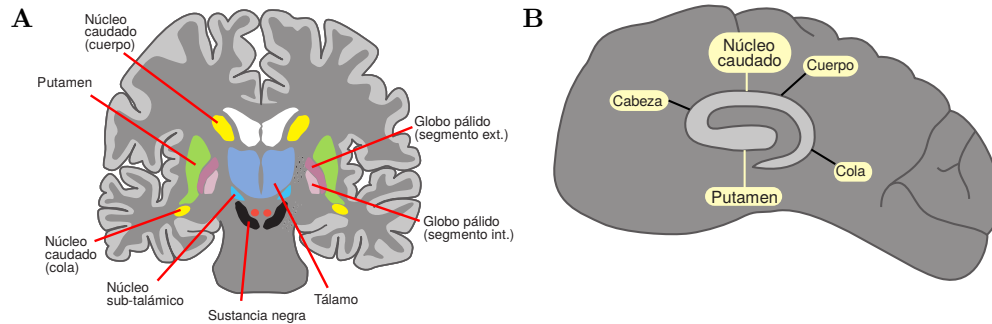 A
Núcleo
caudado
(cuerpo)
Putamen
Globo pálido
(segmento ext.)
Globo pálido
(segmento int.)
Núcleo
caudado
(cola)
Núcleo
sub-talámico
Sustancia negra
Tálamo
B
Núcleo
caudado
Cuerpo
Cabeza
Cola
Putamen